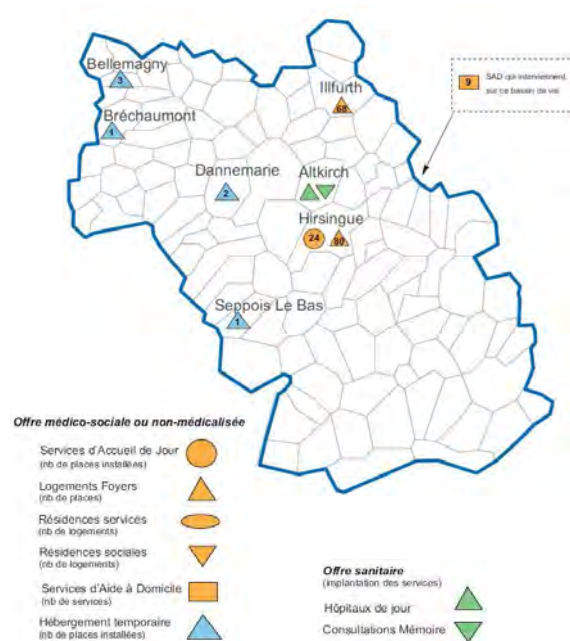 Bellemagny
3
Illfurth
68
9
SAD qui interviennent
sur ce bassin de vie
Bréchaumont
1
Dannemarie
2
Altkirch
Hirsingue
24
80
Seppois Le Bas
1
Offre médico-sociale ou non-médicalisée
Services d'Accueil de Jour
(nb de places installées)
Logements Foyers
(nb de places)
Résidences services
(nb de logements)
Résidences sociales
(nb de logements)
Services d'Aide à Domicile
(nb de services)
Hébergement temporaire
(nb de places installées)
Offre sanitaire
(implantation des services)
Hôpitaux de jour
Consultations Mémoire